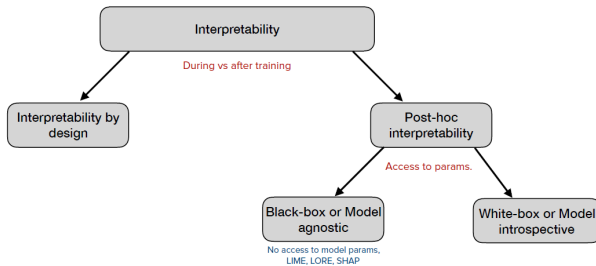 Interpretability
During vs after training
Interpretability by
design
Post-hoc
interpretability
Access to params.
Black-box or Model
agnostic
White-box or Model
introspective
No access to model params,
LIME, LORE, SHAP